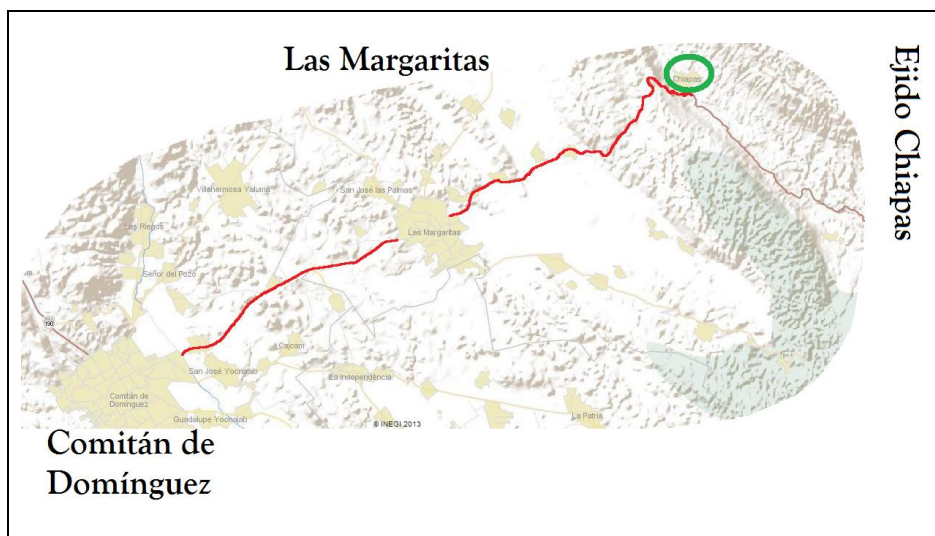 Las Margaritas
Ejido Chiapas
Chiapas
Villahermosa Yalumá
San José las Palmas
Los Riegos
Las Margaritas
Señor del Pozo
190
Cajcam
San José Yocnajab
La Independencia
Comitán de
Domínguez
Guadalupe Yocnajab
La Patria
© INEGI 2013
Comitán de
Domínguez